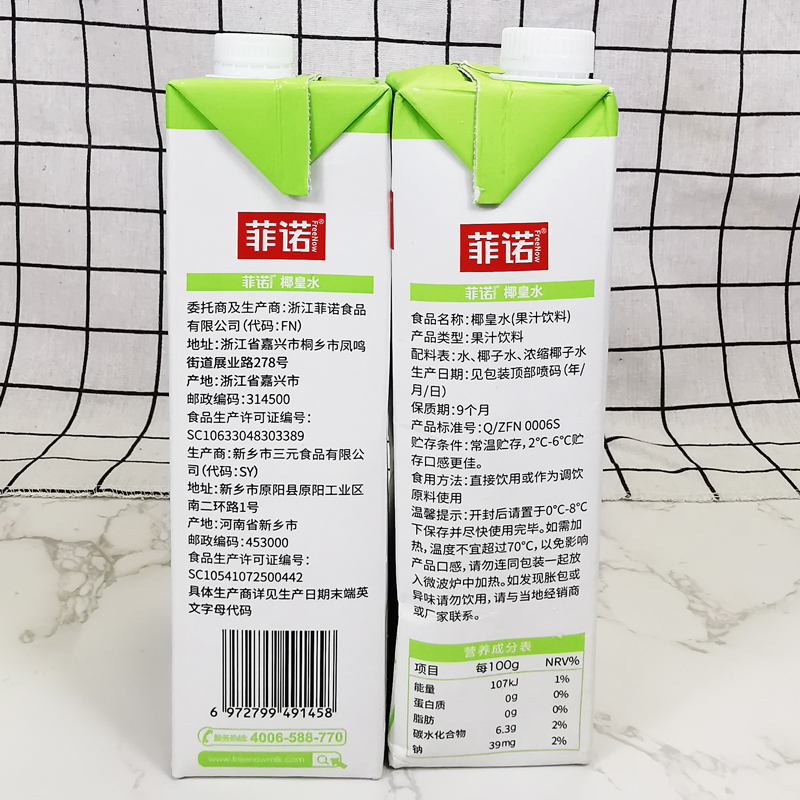 菲诺®
FreeNow
菲诺® 椰皇水
委托商及生产商:浙江菲诺食品
有限公司(代码:FN)
地址:浙江省嘉兴市桐乡市凤鸣
街道展业路278号
产地:浙江省嘉兴市
邮政编码:314500
食品生产许可证编号:
SC10633048303389
生产商:新乡市三元食品有限公
司(代码:SY)
地址:新乡市原阳县原阳工业区
南二环路1号
产地:河南省新乡市
邮政编码:453000
食品生产许可证编号:
SC10541072500442
具体生产商详见生产日期末端英
文字母代码
6 972799 491458
服务热线: 4006-588-770
www.freenowmilk.com
菲诺®
FreeNow
菲诺® 椰皇水
食品名称:椰皇水(果汁饮料)
产品类型:果汁饮料
配料表:水、椰子水、浓缩椰子水
生产日期:见包装顶部喷码(年/
月/日)
保质期:9个月
产品标准号:Q/ZFN 0006S
贮存条件:常温贮存,2°C-6°C贮
存口感更佳。
食用方法:直接饮用或作为调饮
原料使用
温馨提示:开封后请置于0°C-8°C
下保存并尽快使用完毕。如需加
热,温度不宜超过70°C,以免影响
产品口感,请勿连同包装一起放
入微波炉中加热。如发现胀包或
异味请勿饮用,请与当地经销商
或厂家联系。
营养成分表
项目 每100g NRV%
能量 107kJ 1%
蛋白质 0g 0%
脂肪 0g 0%
碳水化合物 6.3g 2%
钠 39mg 2%